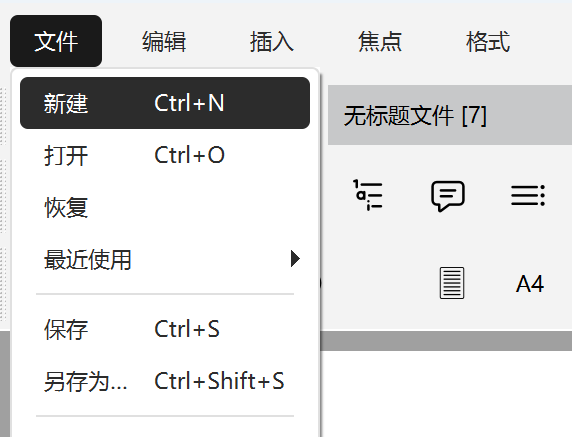 文件 编辑 插入 焦点 格式
新建 Ctrl+N
无标题文件 [7]
打开 Ctrl+O
恢复
最近使用
A4
保存 Ctrl+S
另存为... Ctrl+Shift+S